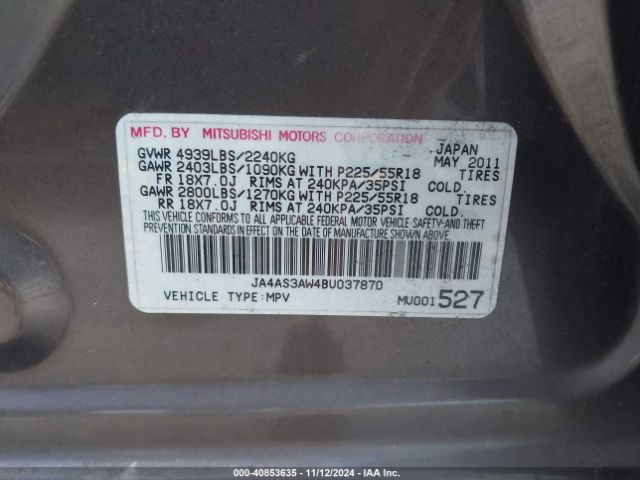 MFD. BY MITSUBISHI MOTORS CORPORATION
JAPAN
GVWR 4939LBS/2240KG MAY 2011
GAWR 2403LBS/1090KG WITH P225/55R18 TIRES
FR 18X7.0J RIMS AT 240KPA/35PSI COLD.
GAWR 2800LBS/1270KG WITH P225/55R18 TIRES
RR 18X7.0J RIMS AT 240KPA/35PSI COLD.
THIS VEHICLE CONFORMS TO ALL APPLICABLE FEDERAL MOTOR VEHICLE SAFETY AND THEFT
PREVENTION STANDARDS IN EFFECT ON THE DATE OF MANUFACTURE SHOWN ABOVE.
JA4AS3AW4BU037870
VEHICLE TYPE:MPV MU001527
000-40853635 - 11/12/2024 - IAAI.ca